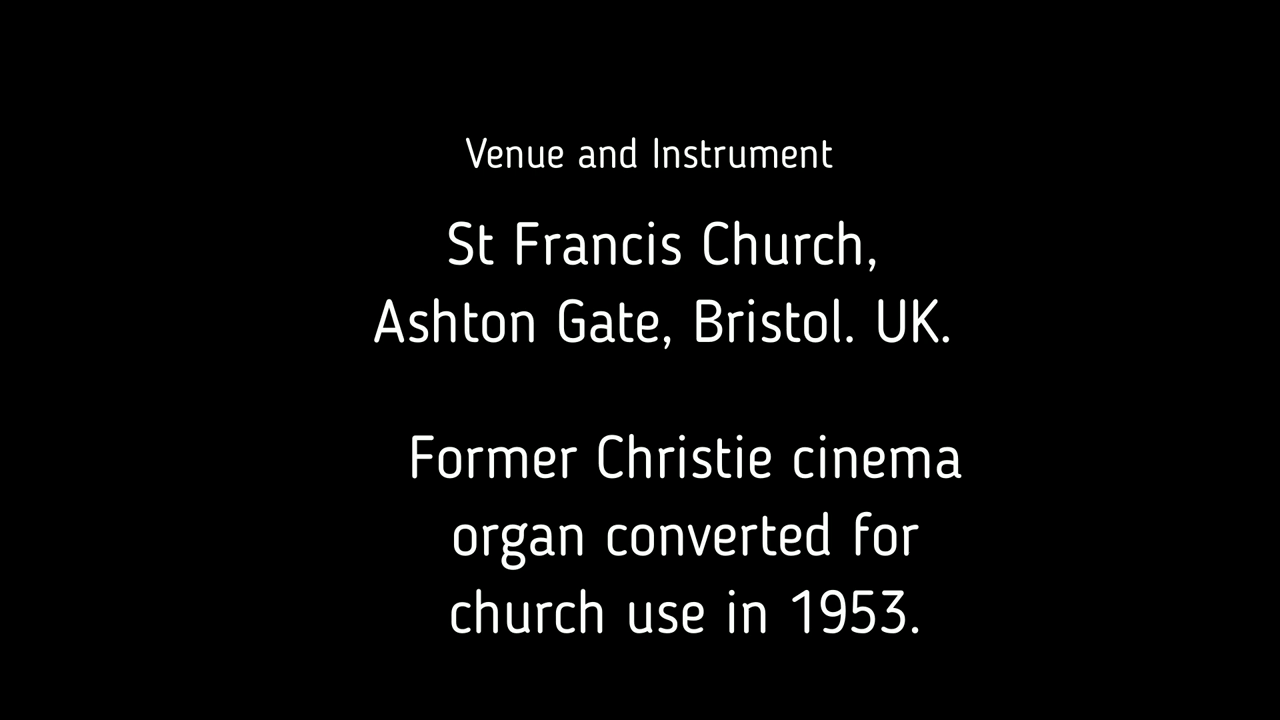 Venue and Instrument
St Francis Church,
Ashton Gate, Bristol. UK.
Former Christie cinema
organ converted for
church use in 1953.